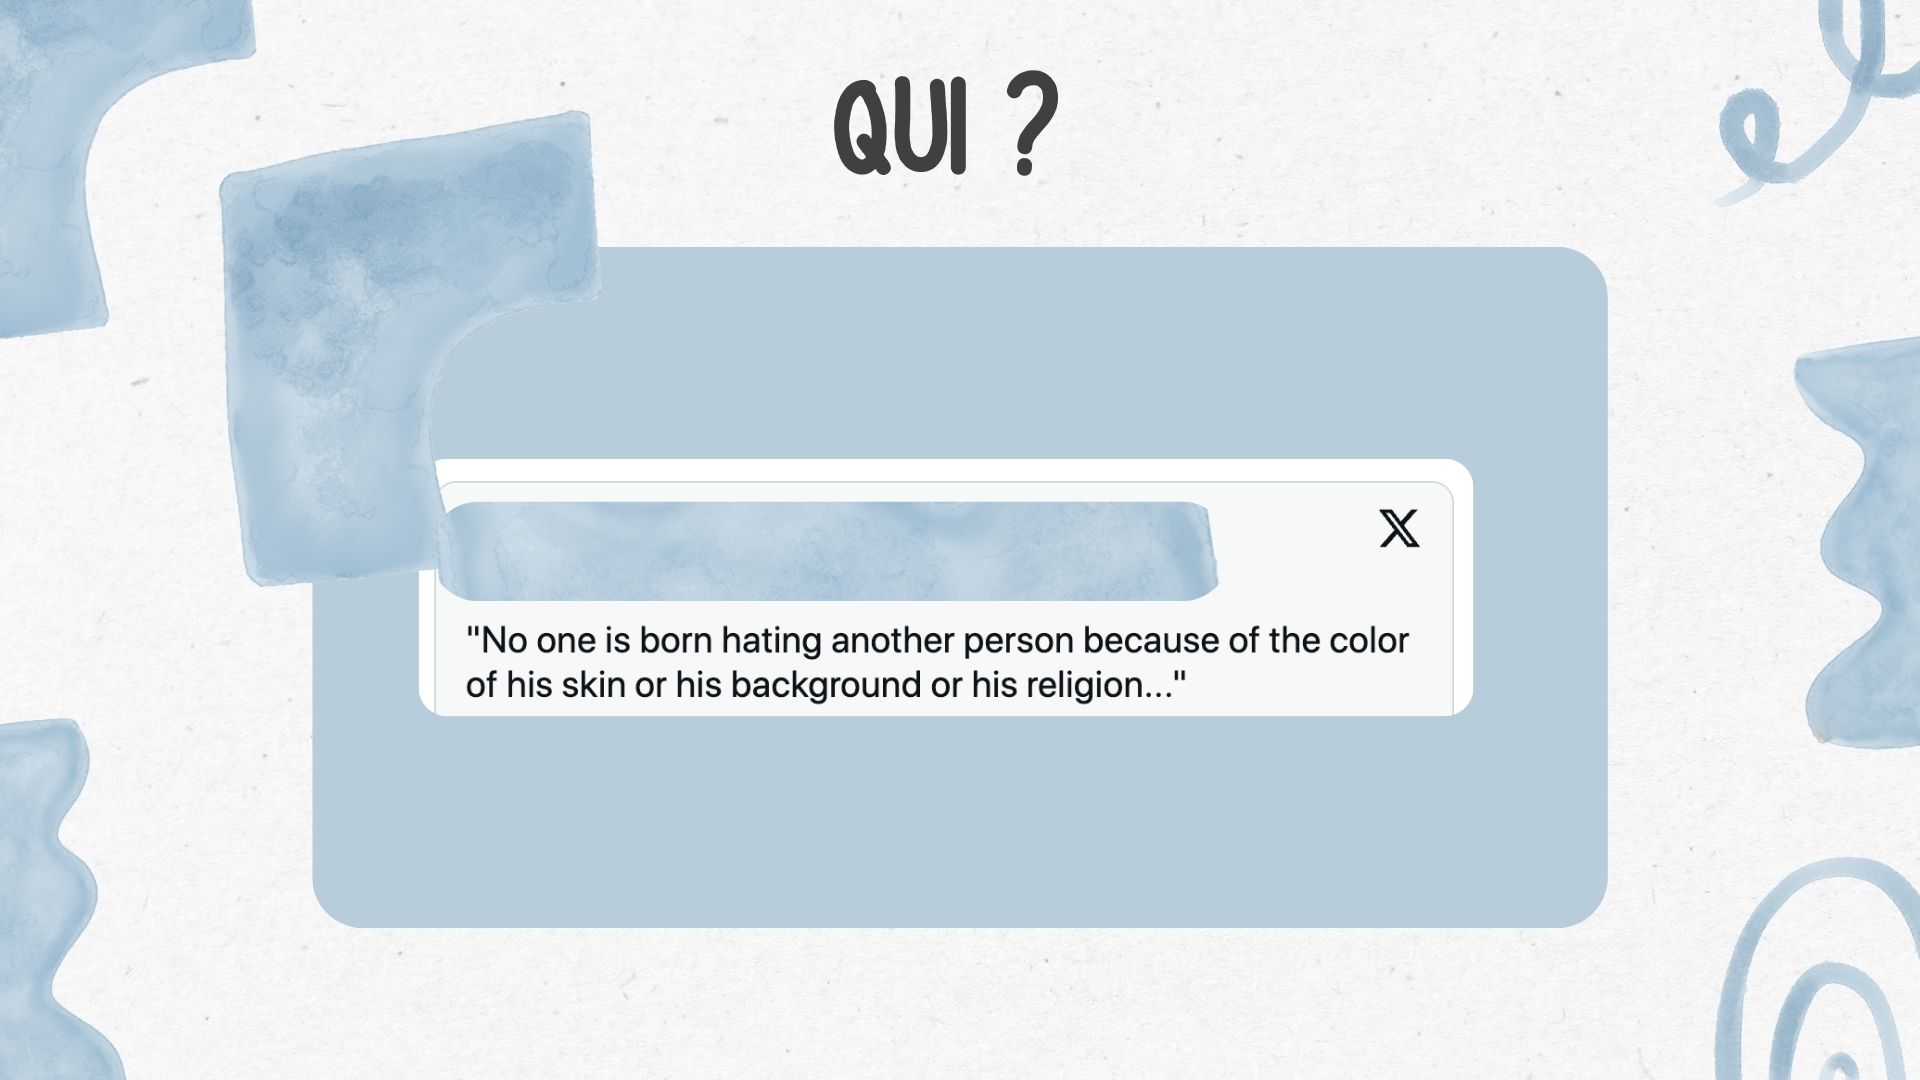 QUI ?
"No one is born hating another person because of the color
of his skin or his background or his religion..."